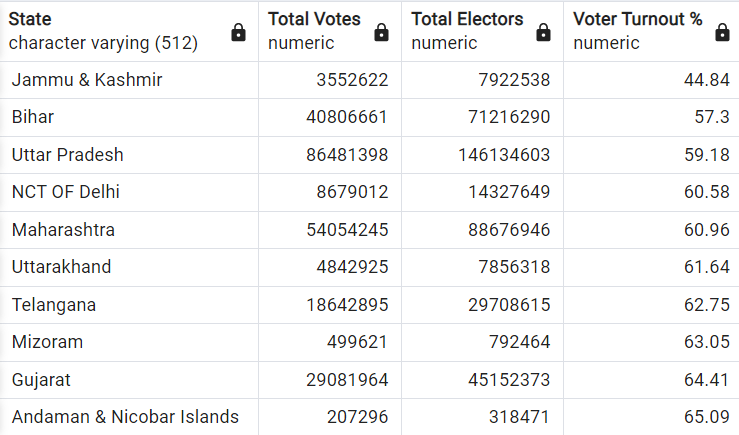 State Total Votes Total Electors Voter Turnout %
character varying (512) numeric numeric numeric
Jammu & Kashmir 3552622 7922538 44.84
Bihar 40806661 71216290 57.3
Uttar Pradesh 86481398 146134603 59.18
NCT OF Delhi 8679012 14327649 60.58
Maharashtra 54054245 88676946 60.96
Uttarakhand 4842925 7856318 61.64
Telangana 18642895 29708615 62.75
Mizoram 499621 792464 63.05
Gujarat 29081964 45152373 64.41
Andaman & Nicobar Islands 207296 318471 65.09